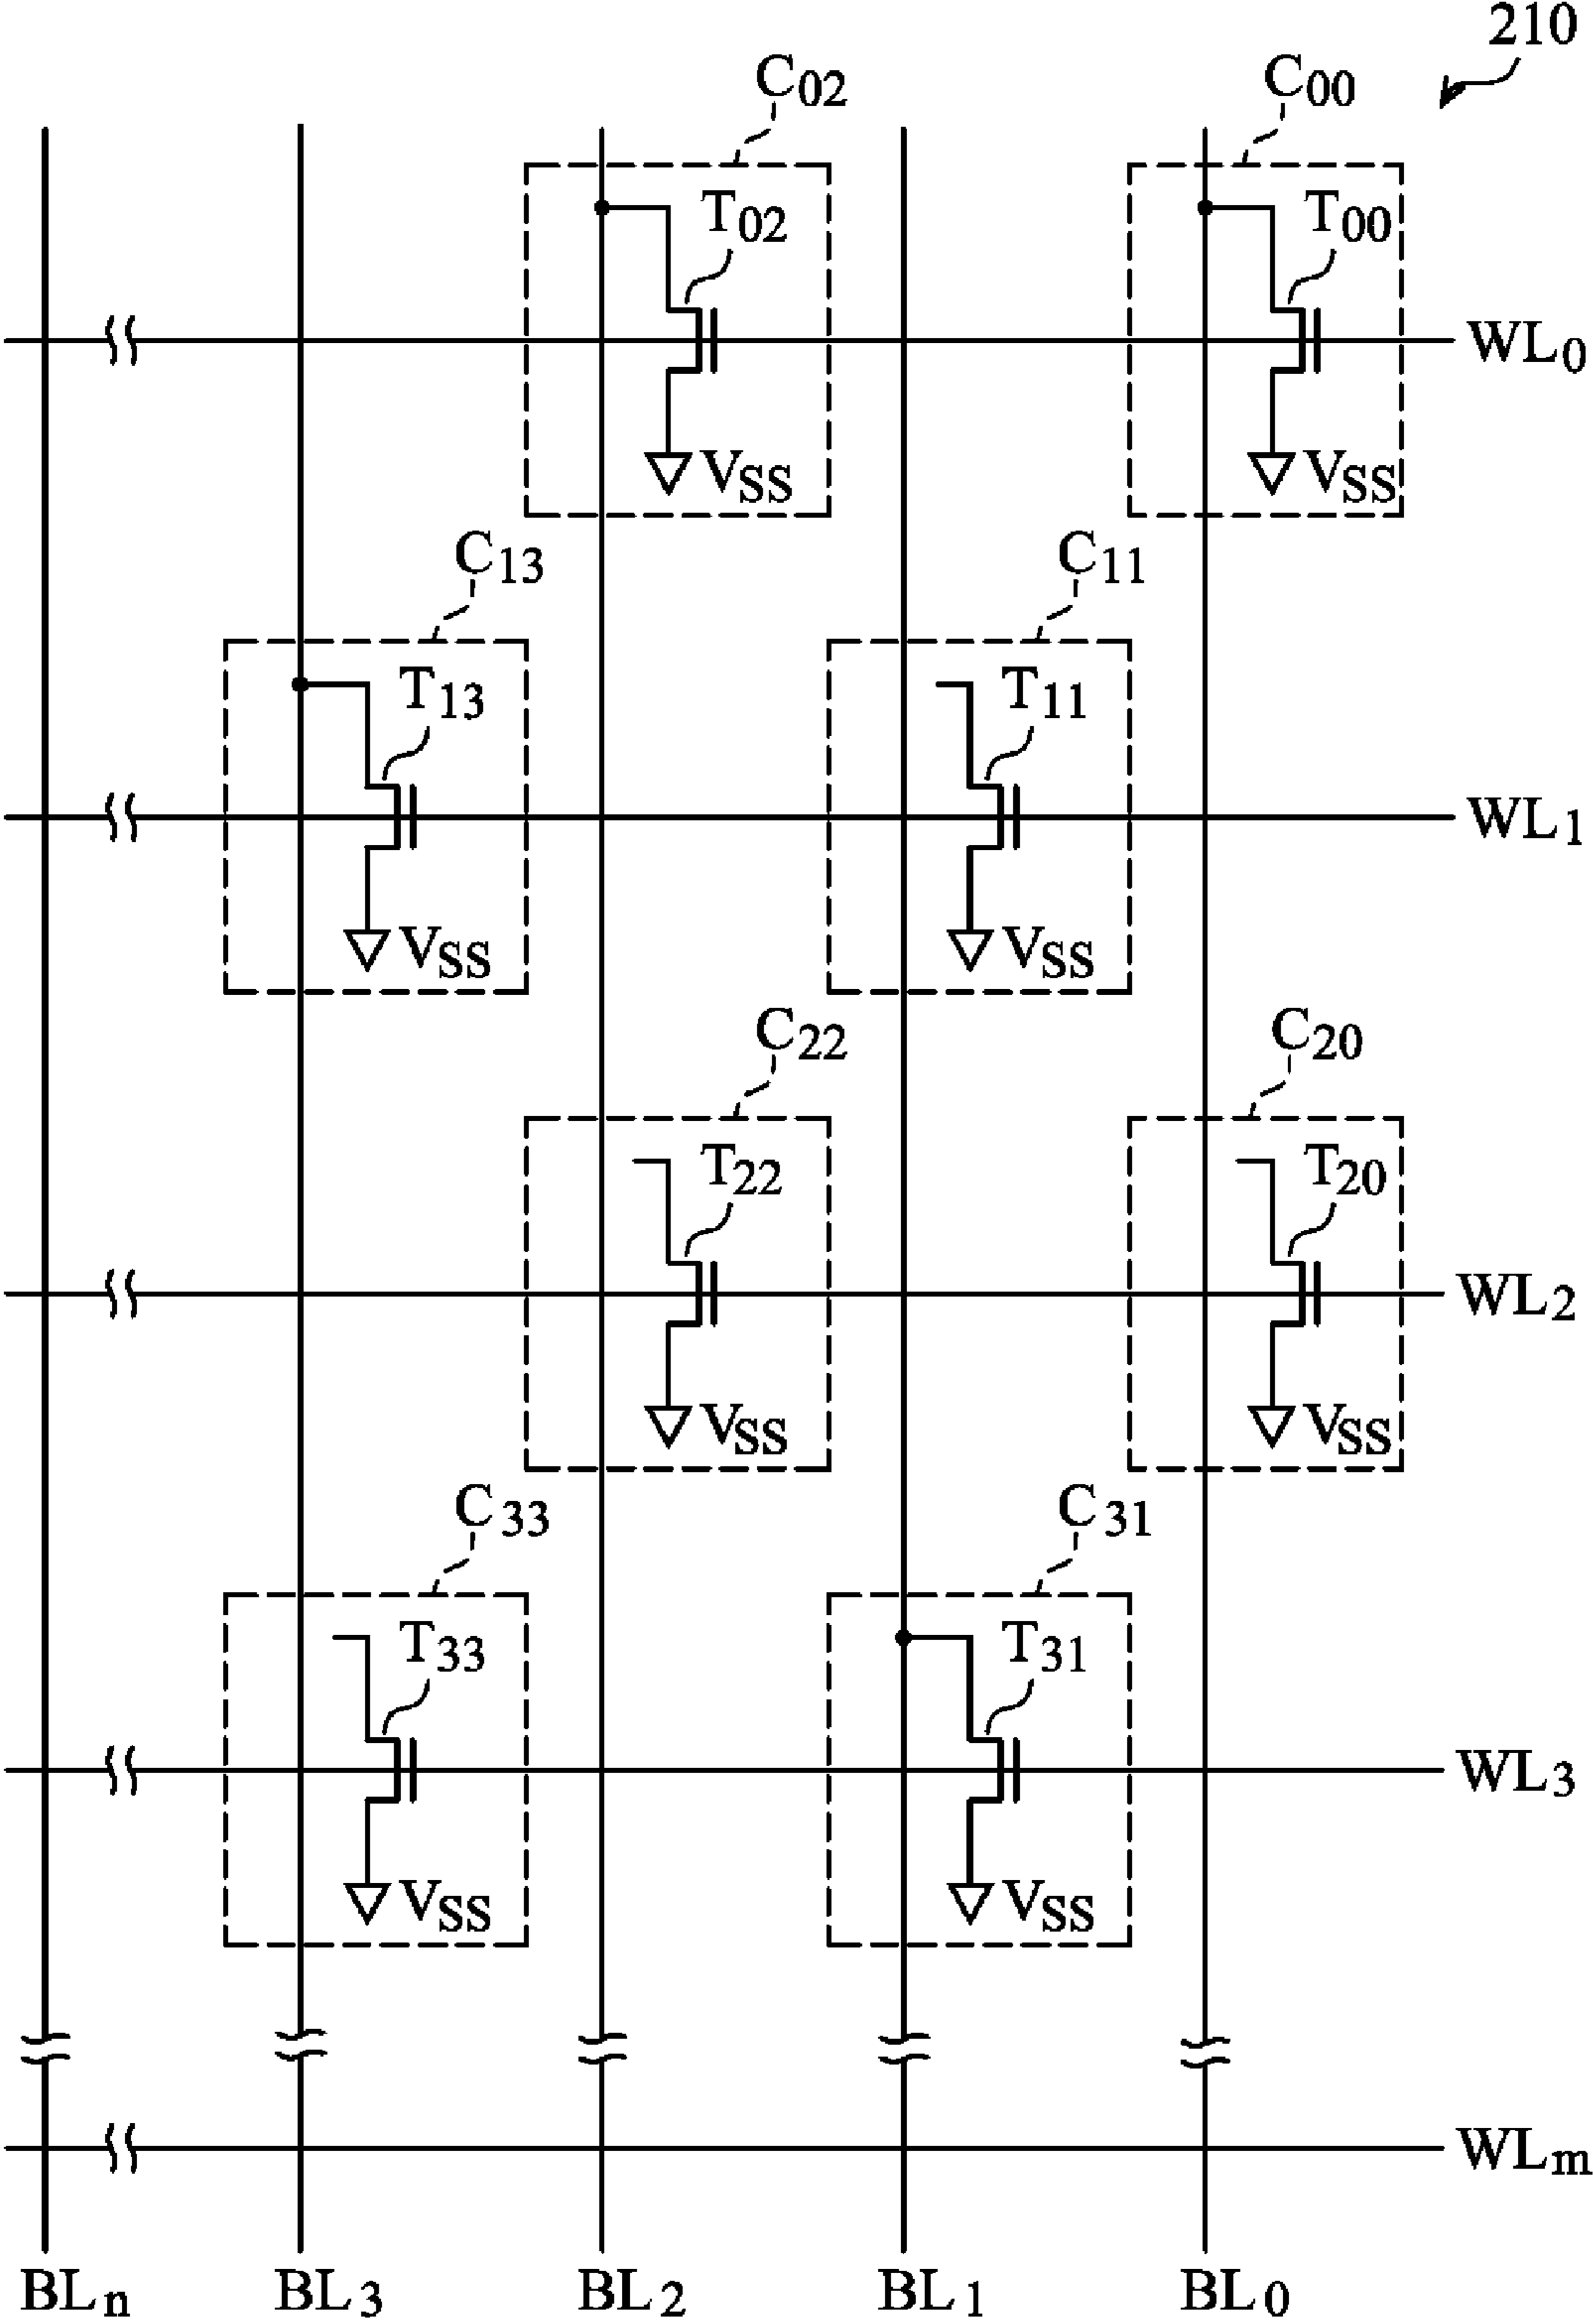 210
C02 C00
T02 T00
WL0
VSS VSS
C13 C11
T13 T11
WL1
VSS VSS
C22 C20
T22 T20
WL2
VSS VSS
C33 C31
T33 T31
WL3
VSS VSS
WLm
BLn BL3 BL2 BL1 BL0